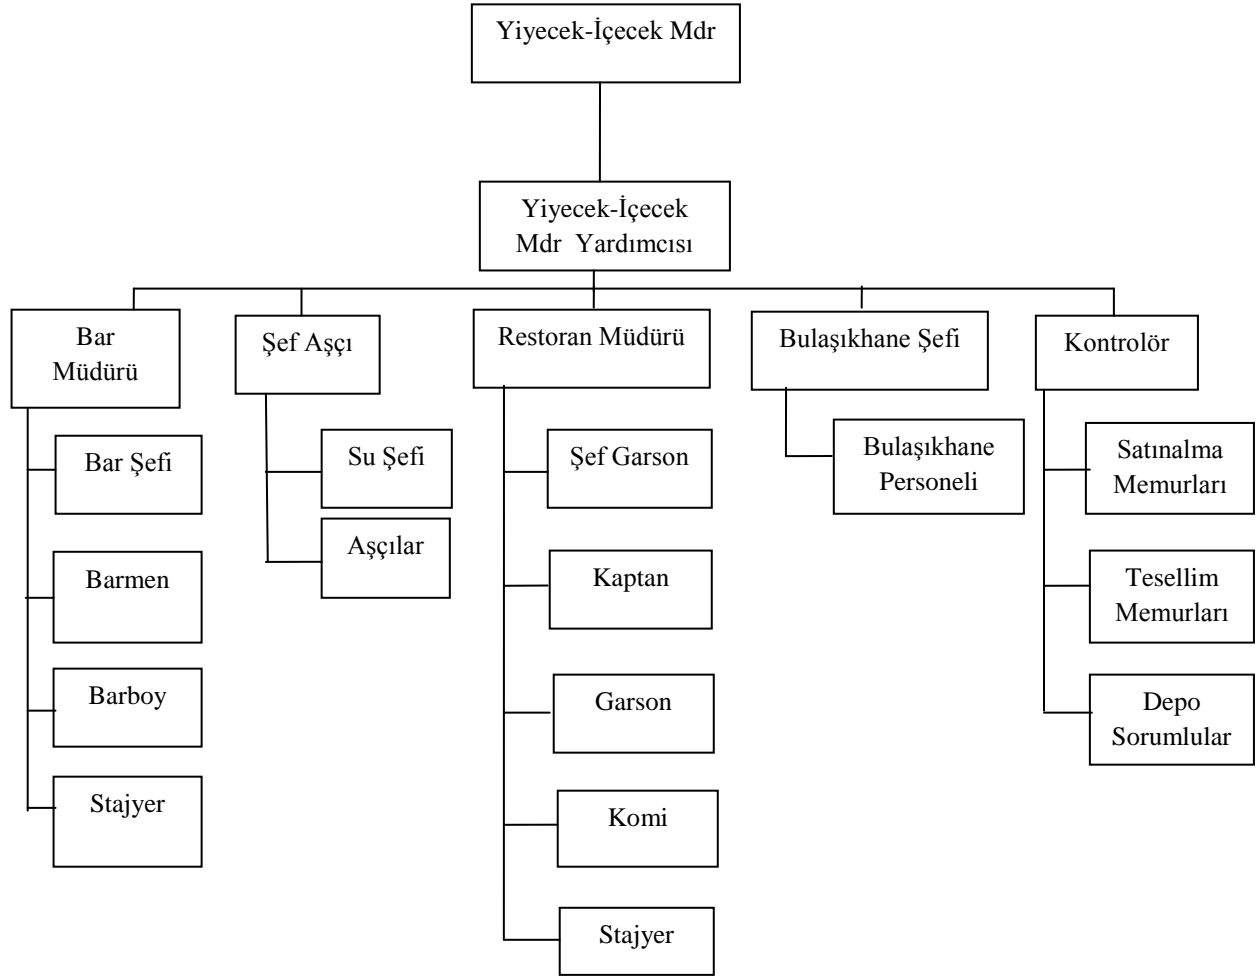 Yiyecek-İçecek Mdr
Yiyecek-İçecek
Mdr Yardımcısı
Bar
Müdürü
Şef Aşçı
Restoran Müdürü
Bulaşıkhane Şefi
Kontrolör
Bar Şefi
Barmen
Barboy
Stajyer
Su Şefi
Aşçılar
Şef Garson
Kaptan
Garson
Komi
Stajyer
Bulaşıkhane
Personeli
Satınalma
Memurları
Tesellim
Memurları
Depo
Sorumlular